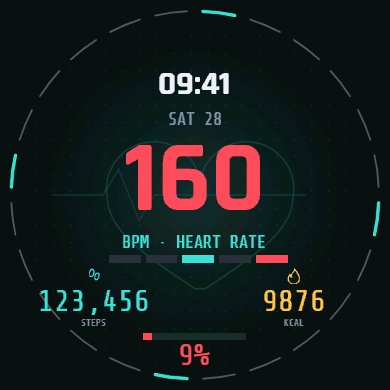 09:41
SAT 28
160
BPM · HEART RATE
123,456 9876
STEPS KCAL
9%